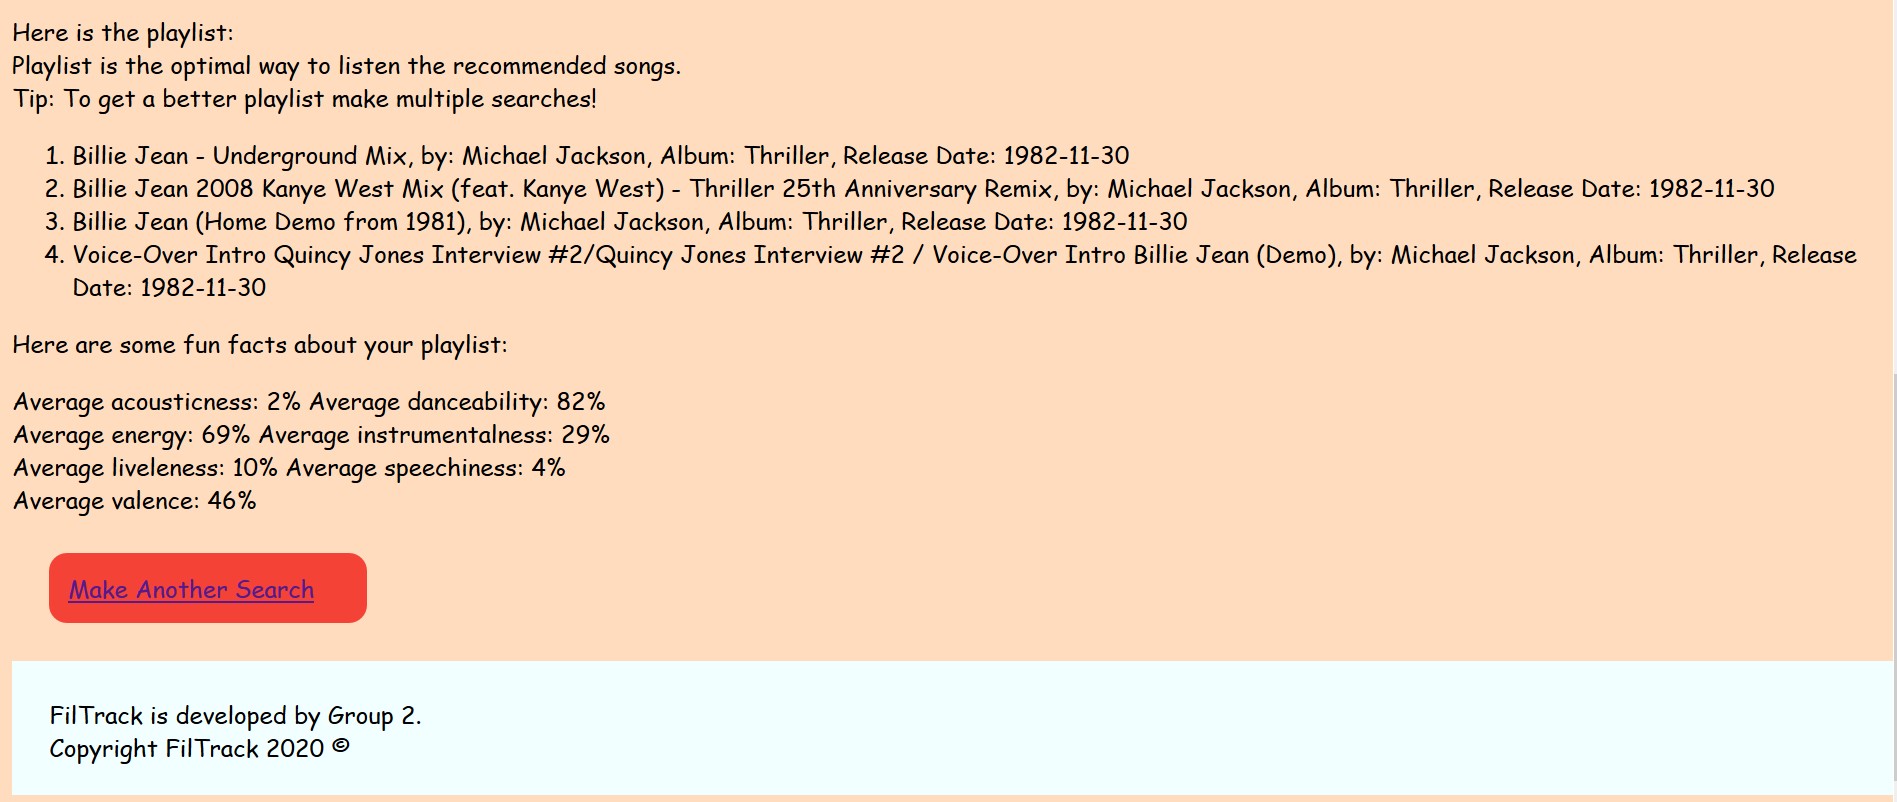 Here is the playlist:
Playlist is the optimal way to listen the recommended songs.
Tip: To get a better playlist make multiple searches!
1. Billie Jean - Underground Mix, by: Michael Jackson, Album: Thriller, Release Date: 1982-11-30
2. Billie Jean 2008 Kanye West Mix (feat. Kanye West) - Thriller 25th Anniversary Remix, by: Michael Jackson, Album: Thriller, Release Date: 1982-11-30
3. Billie Jean (Home Demo from 1981), by: Michael Jackson, Album: Thriller, Release Date: 1982-11-30
4. Voice-Over Intro Quincy Jones Interview #2/Quincy Jones Interview #2 / Voice-Over Intro Billie Jean (Demo), by: Michael Jackson, Album: Thriller, Release
Date: 1982-11-30
Here are some fun facts about your playlist:
Average acousticness: 2% Average danceability: 82%
Average energy: 69% Average instrumentalness: 29%
Average liveleness: 10% Average speechiness: 4%
Average valence: 46%
Make Another Search
FilTrack is developed by Group 2.
Copyright FilTrack 2020 ©